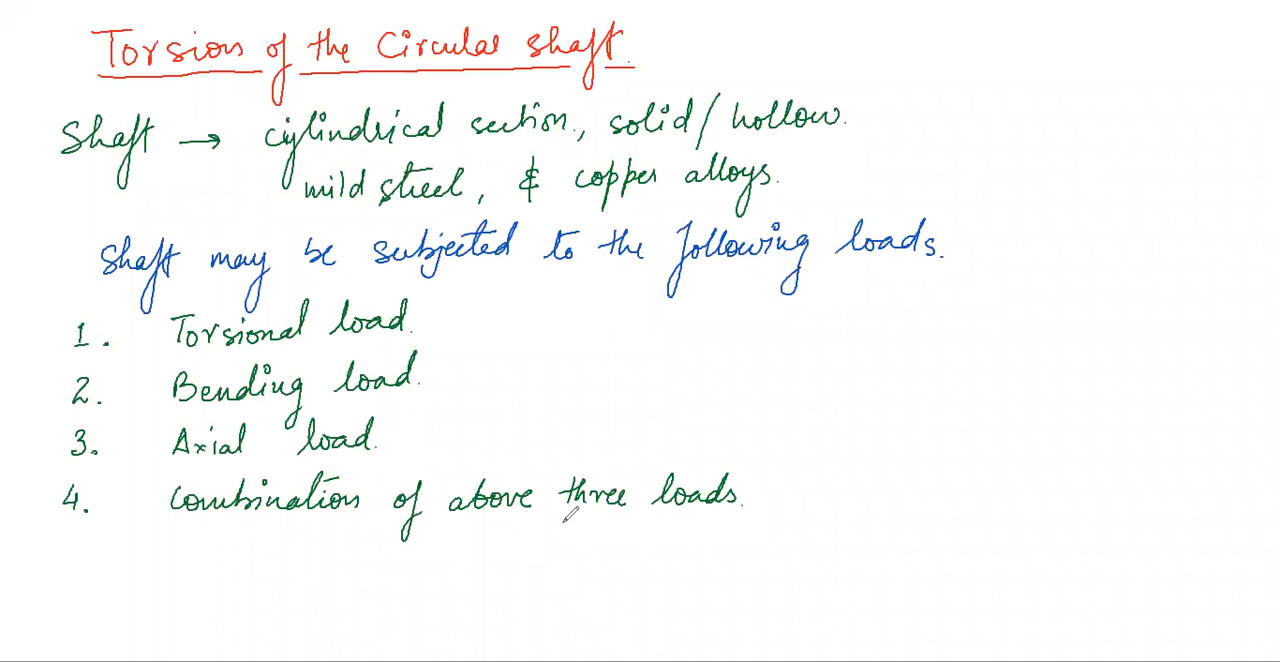 Torsion of the Circular Shaft.
Shaft → cylindrical section, solid/hollow.
mild steel, & copper alloys.
Shaft may be subjected to the following loads.
1. Torsional load.
2. Bending load.
3. Axial load.
4. Combination of above three loads.